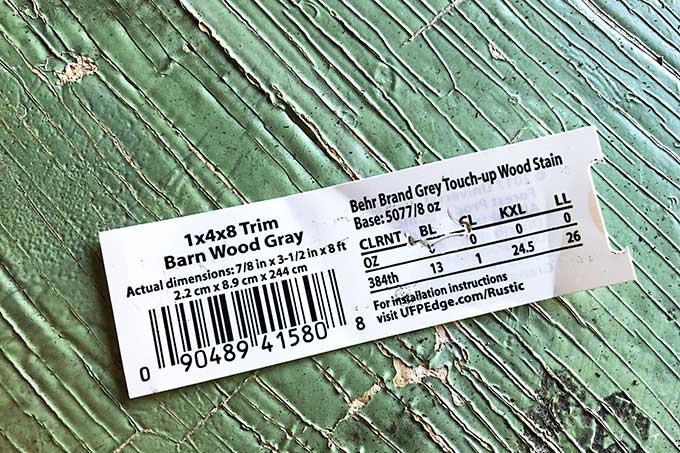 1x4x8 Trim
Barn Wood Gray
Actual dimensions: 7/8 in x 3-1/2 in x 8 ft
2.2 cm x 8.9 cm x 244 cm
0 90489 41580 8
Behr Brand Grey Touch-up Wood Stain
Base: 5077/8 oz
CLRNT BL CL KXL LL
OZ 0 0 0 0
384th 13 1 24.5 26
For installation instructions
visit UFPEdge.com/Rustic